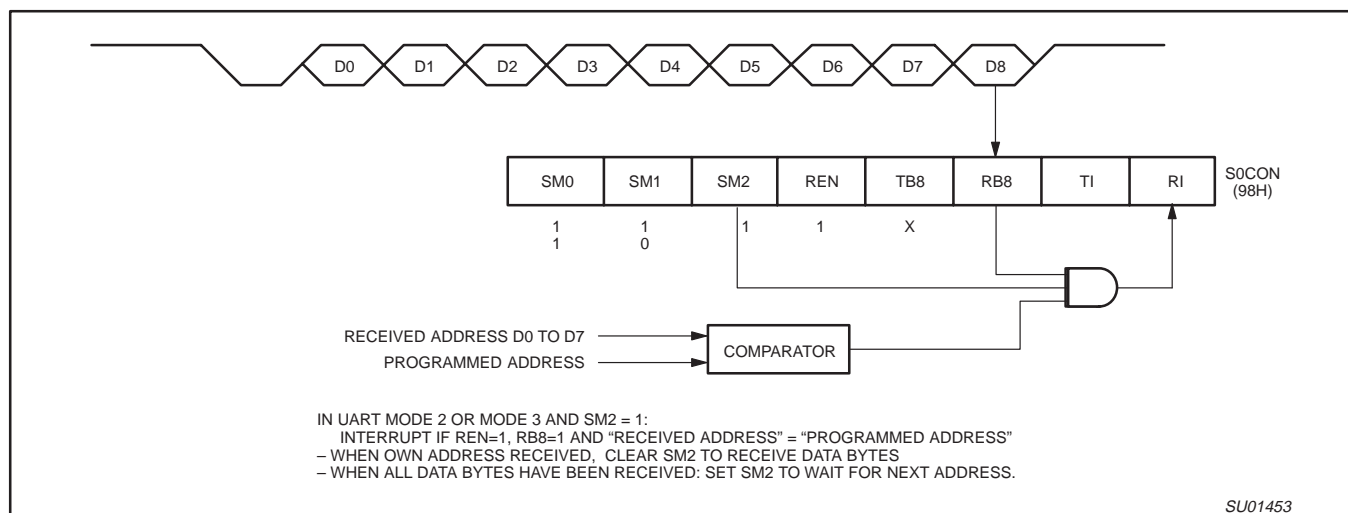 D0 D1 D2 D3 D4 D5 D6 D7 D8
SM0 SM1 SM2 REN TB8 RB8 TI RI S0CON
(98H)
1 1 1 1 X
1 0
RECEIVED ADDRESS D0 TO D7
COMPARATOR
PROGRAMMED ADDRESS
IN UART MODE 2 OR MODE 3 AND SM2 = 1:
INTERRUPT IF REN=1, RB8=1 AND “RECEIVED ADDRESS” = “PROGRAMMED ADDRESS”
– WHEN OWN ADDRESS RECEIVED, CLEAR SM2 TO RECEIVE DATA BYTES
– WHEN ALL DATA BYTES HAVE BEEN RECEIVED: SET SM2 TO WAIT FOR NEXT ADDRESS.
SU01453